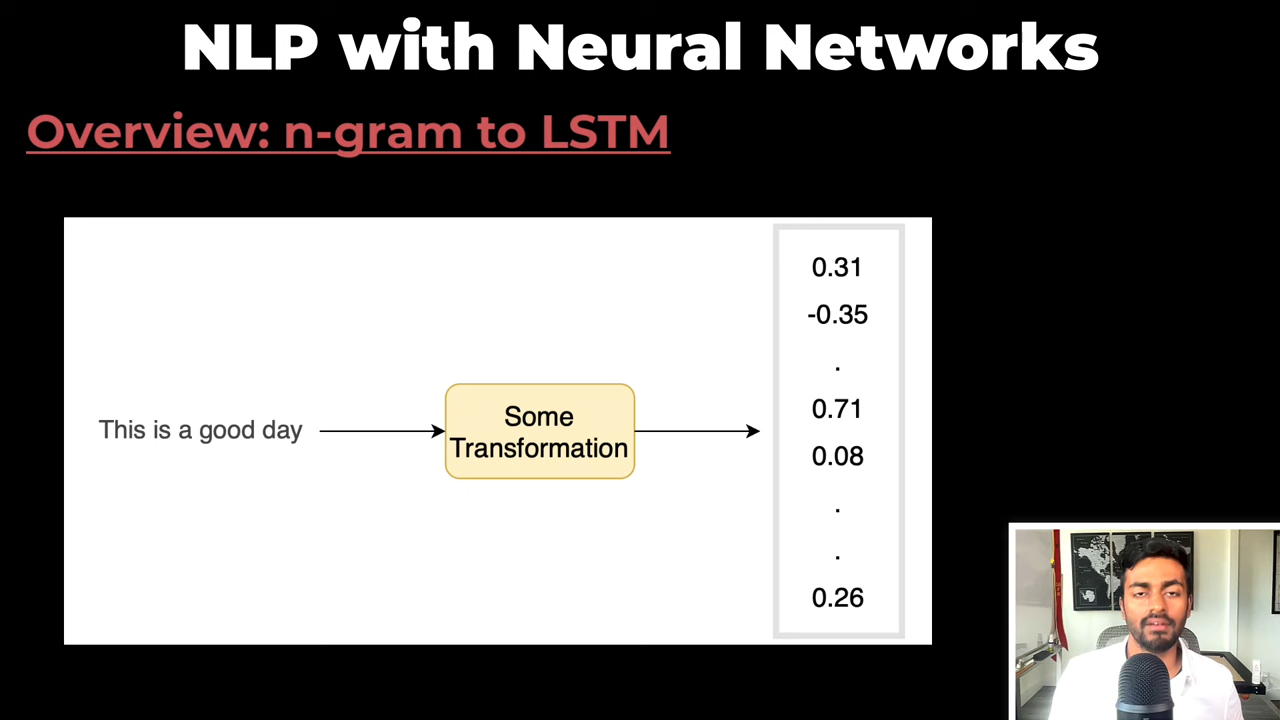 NLP with Neural Networks
Overview: n-gram to LSTM
This is a good day
Some
Transformation
0.31
-0.35
.
0.71
0.08
.
.
0.26